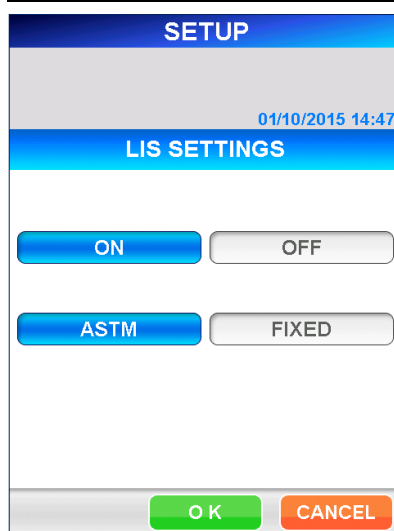 SETUP
01/10/2015 14:47
LIS SETTINGS
ON OFF
ASTM FIXED
O K CANCEL